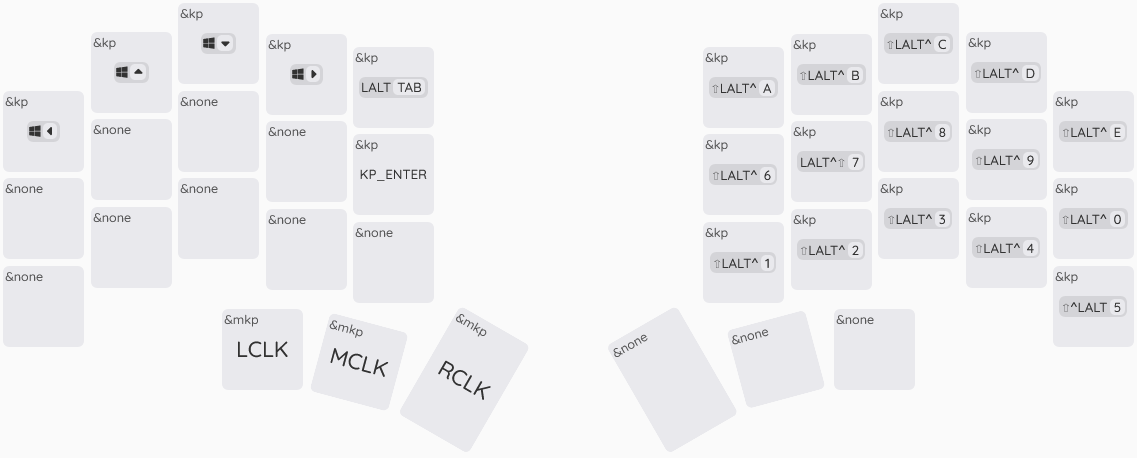 &kp
&kp
&kp
&kp
&kp
LALT TAB
&none
&none
&none
&kp
KP_ENTER
&none
&none
&none
&none
&none
&none
&kp
⇧LALT^ A
&kp
⇧LALT^ B
&kp
⇧LALT^ C
&kp
⇧LALT^ D
&kp
⇧LALT^ E
&kp
⇧LALT^ 6
&kp
LALT^⇧ 7
&kp
⇧LALT^ 8
&kp
⇧LALT^ 9
&kp
⇧LALT^ 0
&kp
⇧LALT^ 1
&kp
⇧LALT^ 2
&kp
⇧LALT^ 3
&kp
⇧LALT^ 4
&kp
⇧^LALT 5
&mkp
LCLK
&mkp
MCLK
&mkp
RCLK
&none
&none
&none